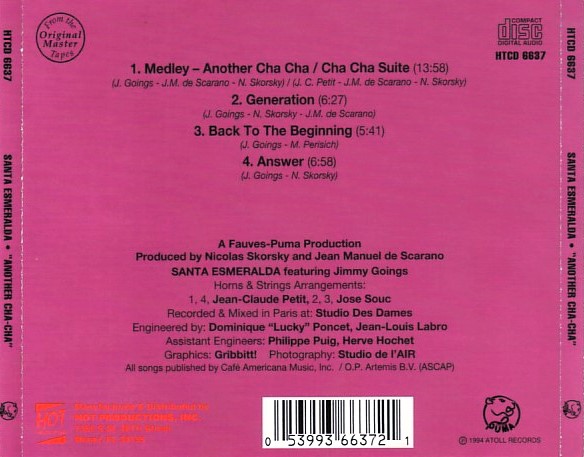 From the
Original
Master
Tapes
COMPACT
disc
DIGITAL AUDIO
HTCD 6637
HTCD 6637
SANTA ESMERALDA • "ANOTHER CHA-CHA"
1. Medley – Another Cha Cha / Cha Cha Suite (13:58)
(J. Goings - J.M. de Scarano - N. Skorsky) / (J. C. Petit - J.M. de Scarano - N. Skorsky)
2. Generation (6:27)
(J. Goings - N. Skorsky - J.M. de Scarano)
3. Back To The Beginning (5:41)
(J. Goings - M. Perisich)
4. Answer (6:58)
(J. Goings - N. Skorsky)
A Fauves-Puma Production
Produced by Nicolas Skorsky and Jean Manuel de Scarano
SANTA ESMERALDA featuring Jimmy Goings
Horns & Strings Arrangements:
1, 4, Jean-Claude Petit, 2, 3, Jose Souc
Recorded & Mixed in Paris at: Studio Des Dames
Engineered by: Dominique "Lucky" Poncet, Jean-Louis Labro
Assistant Engineers: Philippe Puig, Herve Hochet
Graphics: Gribbitt! Photography: Studio de l'AIR
All songs published by Café Americana Music, Inc. / O.P. Artemis B.V. (ASCAP)
HOT
HOT PRODUCTIONS, INC.
0 53993 66372 1
PUMA
© 1994 ATOLL RECORDS
HTCD 6637
SANTA ESMERALDA • "ANOTHER CHA-CHA"